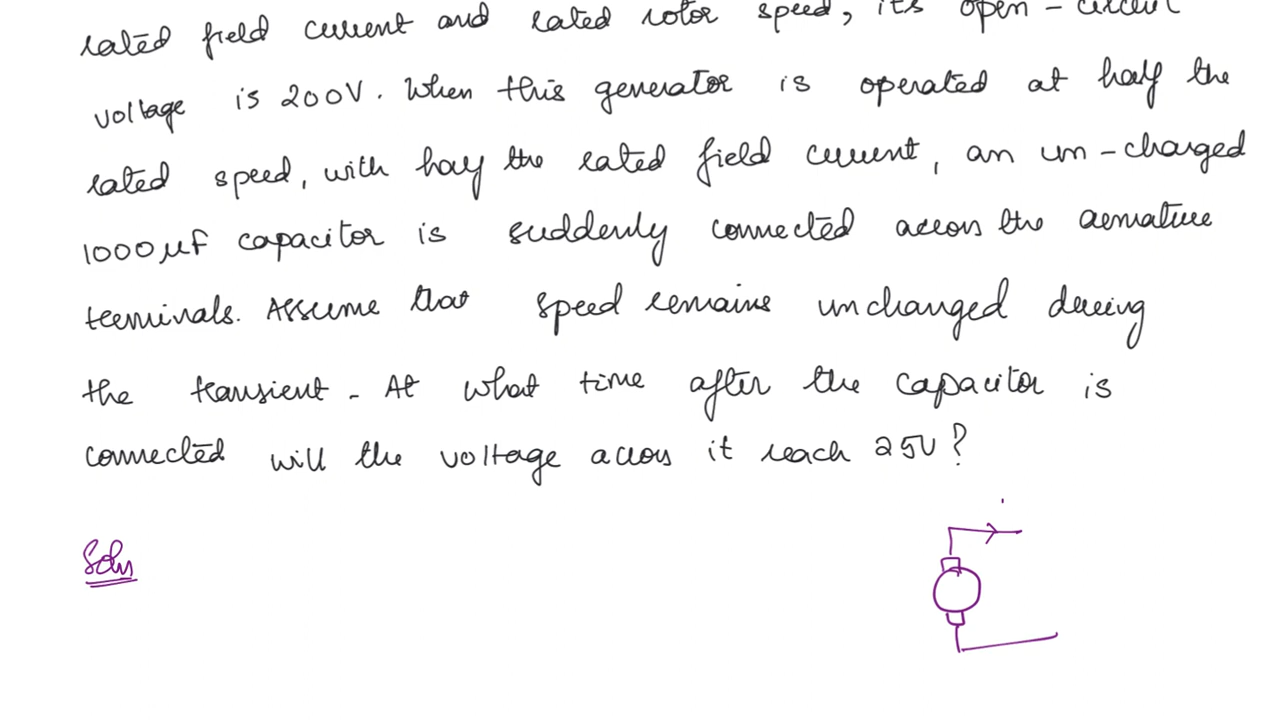 rated field current and rated rotor speed, its open-circuit
voltage is 200V. When this generator is operated at half the
rated speed, with half the rated field current, an un-charged
1000μF capacitor is suddenly connected across the armature
terminals. Assume that speed remains unchanged during
the transient. At what time after the capacitor is
connected will the voltage across it reach 25V?
Soln